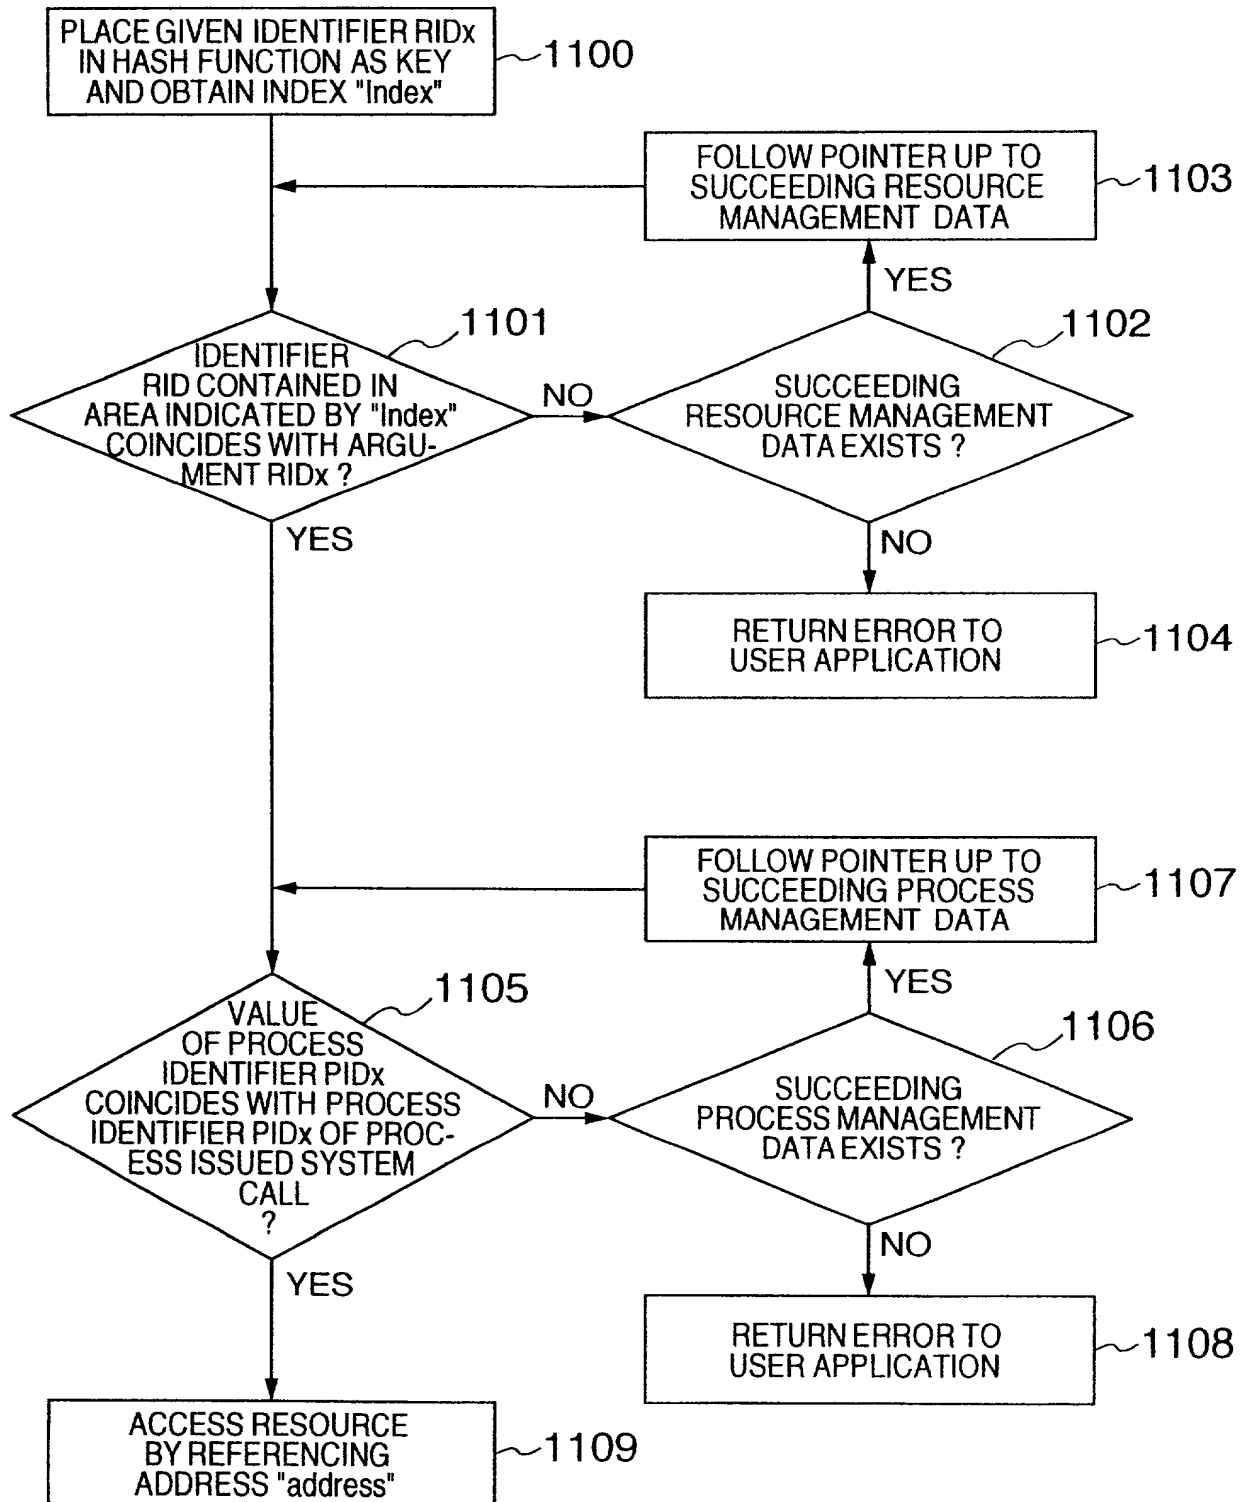 PLACE GIVEN IDENTIFIER RIDx
IN HASH FUNCTION AS KEY
AND OBTAIN INDEX "Index"
1100
FOLLOW POINTER UP TO
SUCCEEDING RESOURCE
MANAGEMENT DATA
1103
YES
1101
IDENTIFIER
RID CONTAINED IN
AREA INDICATED BY "Index"
COINCIDES WITH ARGU-
MENT RIDx ?
NO
1102
SUCCEEDING
RESOURCE MANAGEMENT
DATA EXISTS ?
YES
NO
RETURN ERROR TO
USER APPLICATION
1104
FOLLOW POINTER UP TO
SUCCEEDING PROCESS
MANAGEMENT DATA
1107
YES
1105
VALUE
OF PROCESS
IDENTIFIER PIDx
COINCIDES WITH PROCESS
IDENTIFIER PIDx OF PROC-
ESS ISSUED SYSTEM
CALL
?
NO
1106
SUCCEEDING
PROCESS MANAGEMENT
DATA EXISTS ?
YES
NO
RETURN ERROR TO
USER APPLICATION
1108
ACCESS RESOURCE
BY REFERENCING
ADDRESS "address"
1109